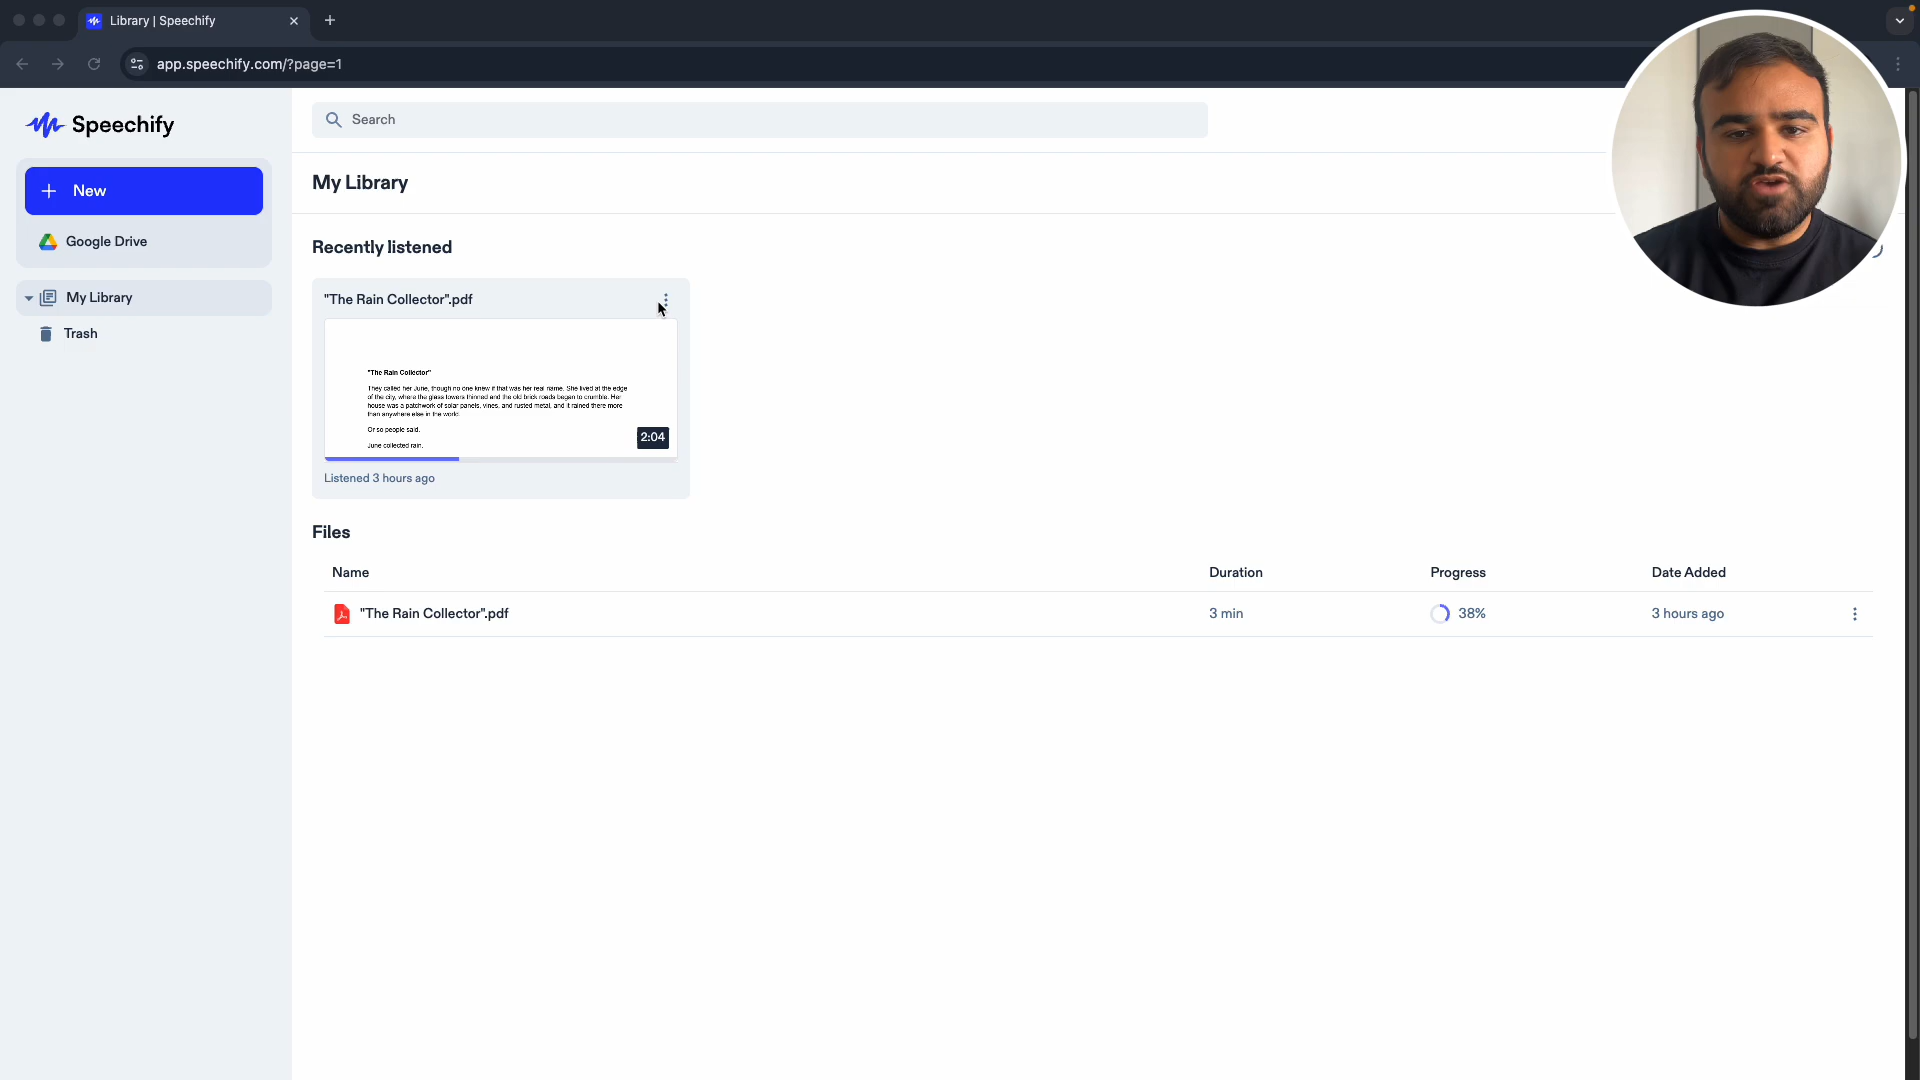 Library | Speechify
app.speechify.com/?page=1
Speechify
Search
New
Google Drive
My Library
Trash
My Library
Recently listened
"The Rain Collector".pdf
"The Rain Collector"
They called her June, though no one knew if that was her real name. She lived at the edge
of the city, where the glass towers thinned and the old brick roads began to crumble. Her
house was a patchwork of solar panels, vines, and rusted metal, and it rained there more
than anywhere else in the world.
Or so people said.
June collected rain.
2:04
Listened 3 hours ago
Files
Name Duration Progress Date Added
"The Rain Collector".pdf 3 min 38% 3 hours ago